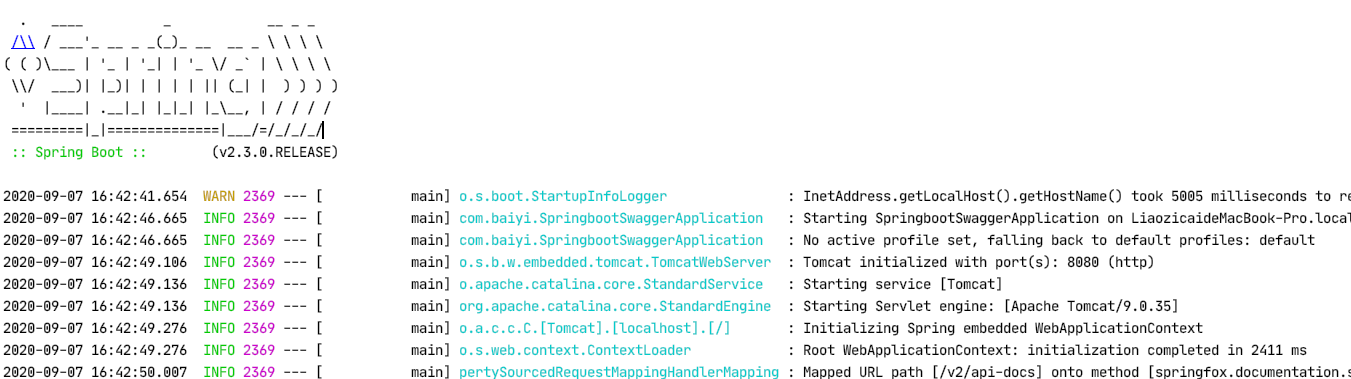 .   ____          _            __ _ _
 /\\ / ___'_ __ _ _(_)_ __  __ _ \ \ \ \
( ( )\___ | '_ | '_| | '_ \/ _` | \ \ \ \
 \\/  ___)| |_)| | | | | || (_| |  ) ) ) )
  '  |____| .__|_| |_|_| |_\__, | / / / /
 =========|_|==============|___/=/_/_/_/
 :: Spring Boot ::        (v2.3.0.RELEASE)
2020-09-07 16:42:41.654  WARN 2369 --- [           main] o.s.boot.StartupInfoLogger               : InetAddress.getLocalHost().getHostName() took 5005 milliseconds to re
2020-09-07 16:42:46.665  INFO 2369 --- [           main] com.baiyi.SpringbootSwaggerApplication   : Starting SpringbootSwaggerApplication on LiaozicaideMacBook-Pro.local
2020-09-07 16:42:46.665  INFO 2369 --- [           main] com.baiyi.SpringbootSwaggerApplication   : No active profile set, falling back to default profiles: default
2020-09-07 16:42:49.106  INFO 2369 --- [           main] o.s.b.w.embedded.tomcat.TomcatWebServer  : Tomcat initialized with port(s): 8080 (http)
2020-09-07 16:42:49.136  INFO 2369 --- [           main] o.apache.catalina.core.StandardService   : Starting service [Tomcat]
2020-09-07 16:42:49.136  INFO 2369 --- [           main] org.apache.catalina.core.StandardEngine  : Starting Servlet engine: [Apache Tomcat/9.0.35]
2020-09-07 16:42:49.276  INFO 2369 --- [           main] o.a.c.c.C.[Tomcat].[localhost].[/]       : Initializing Spring embedded WebApplicationContext
2020-09-07 16:42:49.276  INFO 2369 --- [           main] o.s.web.context.ContextLoader            : Root WebApplicationContext: initialization completed in 2411 ms
2020-09-07 16:42:50.007  INFO 2369 --- [           main] pertySourcedRequestMappingHandlerMapping : Mapped URL path [/v2/api-docs] onto method [springfox.documentation.s